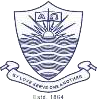 BY LOVE SERVE ONE ANOTHER
Estd. 1864